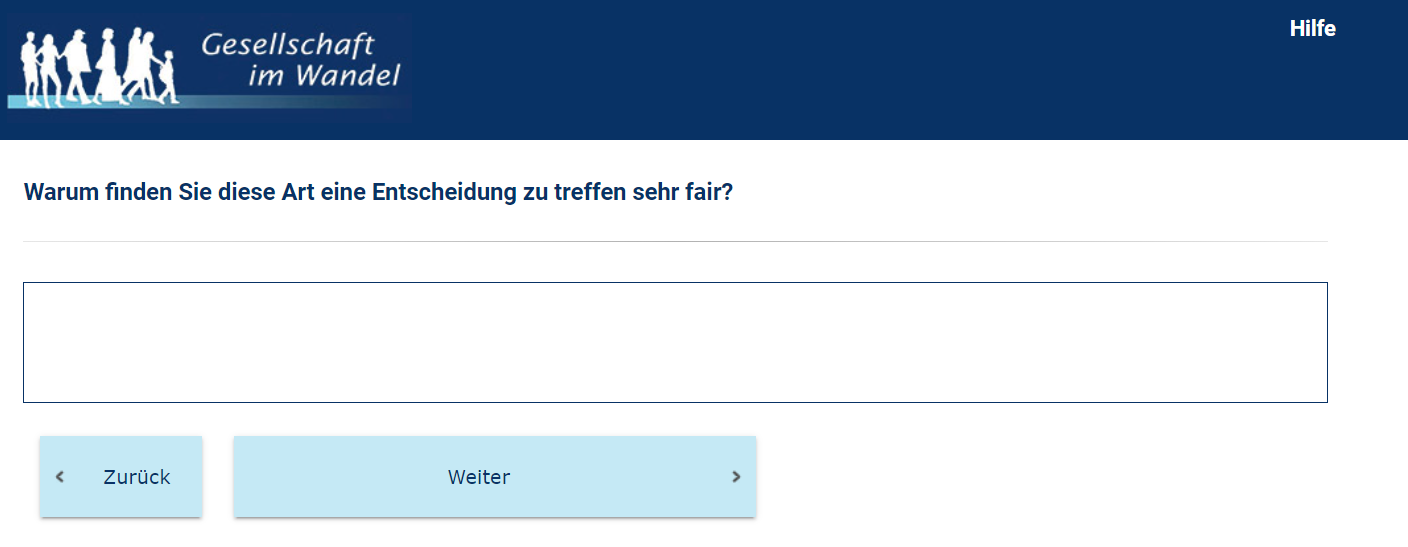 Gesellschaft
im Wandel
Hilfe
Warum finden Sie diese Art eine Entscheidung zu treffen sehr fair?
Zurück
Weiter